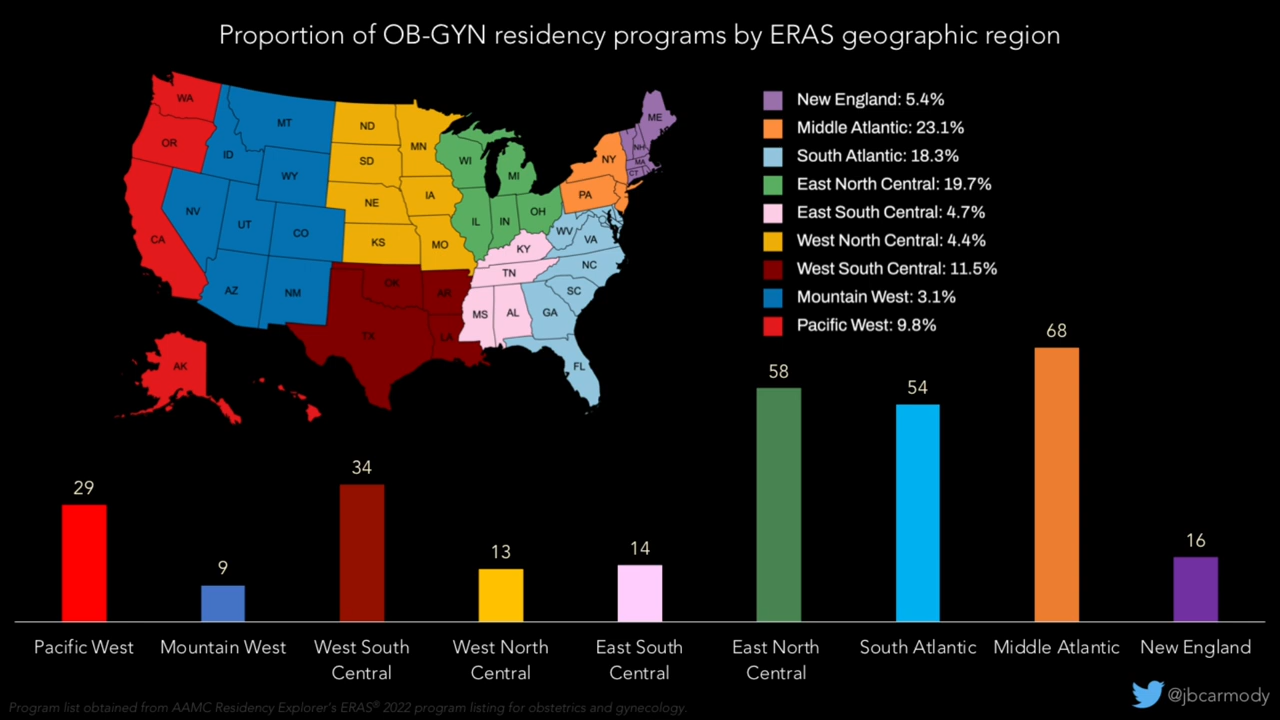 Proportion of OB-GYN residency programs by ERAS geographic region
WA
OR
CA
AK
MT
ID
WY
NV
UT
CO
AZ
NM
ND
SD
NE
KS
MN
IA
MO
OK
TX
AR
LA
WI
MI
IL
IN
OH
KY
TN
MS
AL
WV
VA
NC
SC
GA
FL
NY
PA
ME
NH
MA
CT
New England: 5.4%
Middle Atlantic: 23.1%
South Atlantic: 18.3%
East North Central: 19.7%
East South Central: 4.7%
West North Central: 4.4%
West South Central: 11.5%
Mountain West: 3.1%
Pacific West: 9.8%
29
9
34
13
14
58
54
68
16
Pacific West
Mountain West
West South
Central
West North
Central
East South
Central
East North
Central
South Atlantic
Middle Atlantic
New England
Program list obtained from AAMC Residency Explorer's ERAS® 2022 program listing for obstetrics and gynecology.
@jbcarmody